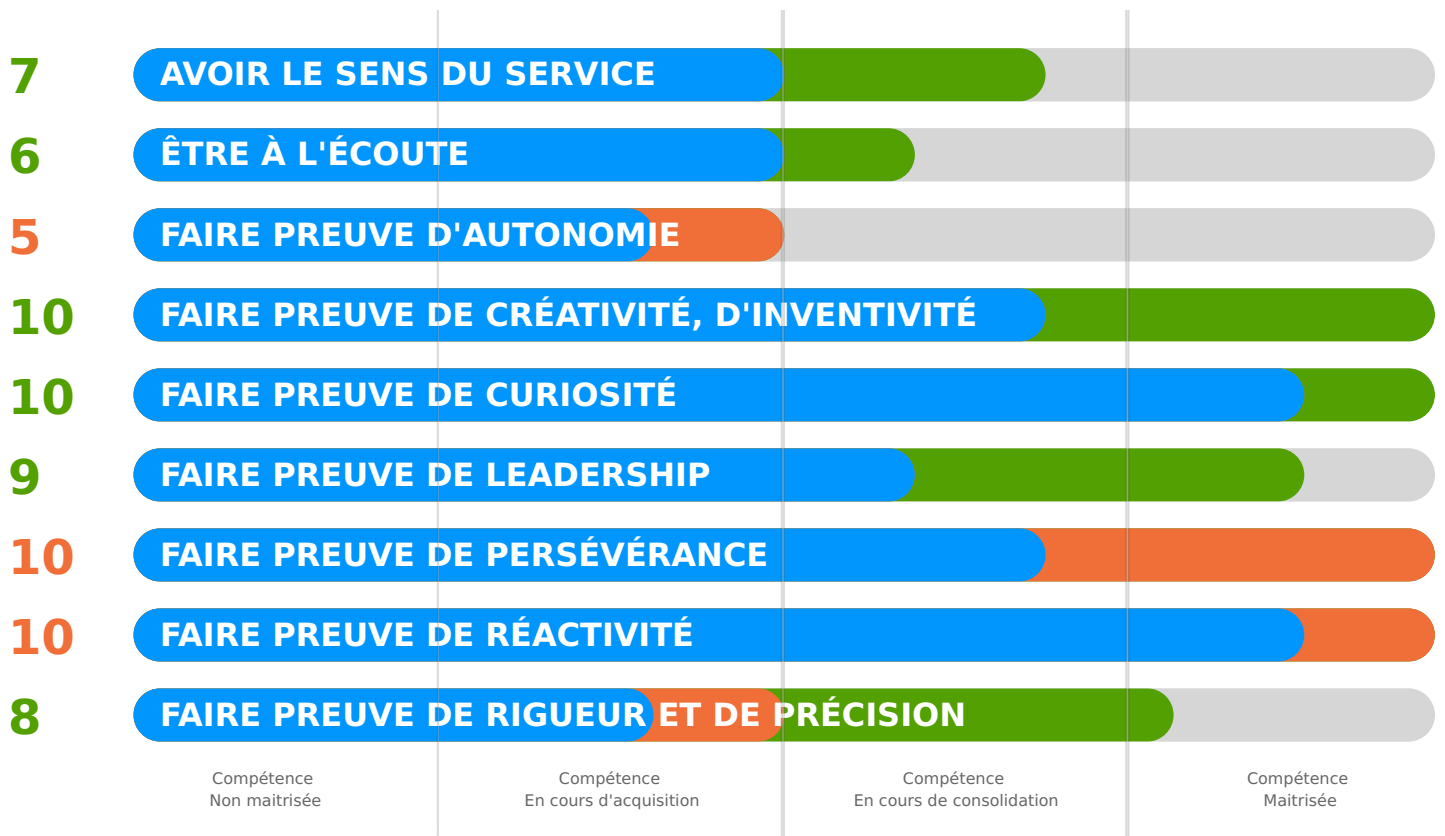 7 AVOIR LE SENS DU SERVICE
6 ÊTRE À L'ÉCOUTE
5 FAIRE PREUVE D'AUTONOMIE
10 FAIRE PREUVE DE CRÉATIVITÉ, D'INVENTIVITÉ
10 FAIRE PREUVE DE CURIOSITÉ
9 FAIRE PREUVE DE LEADERSHIP
10 FAIRE PREUVE DE PERSÉVÉRANCE
10 FAIRE PREUVE DE RÉACTIVITÉ
8 FAIRE PREUVE DE RIGUEUR ET DE PRÉCISION
Compétence
Non maitrisée
Compétence
En cours d'acquisition
Compétence
En cours de consolidation
Compétence
Maitrisée